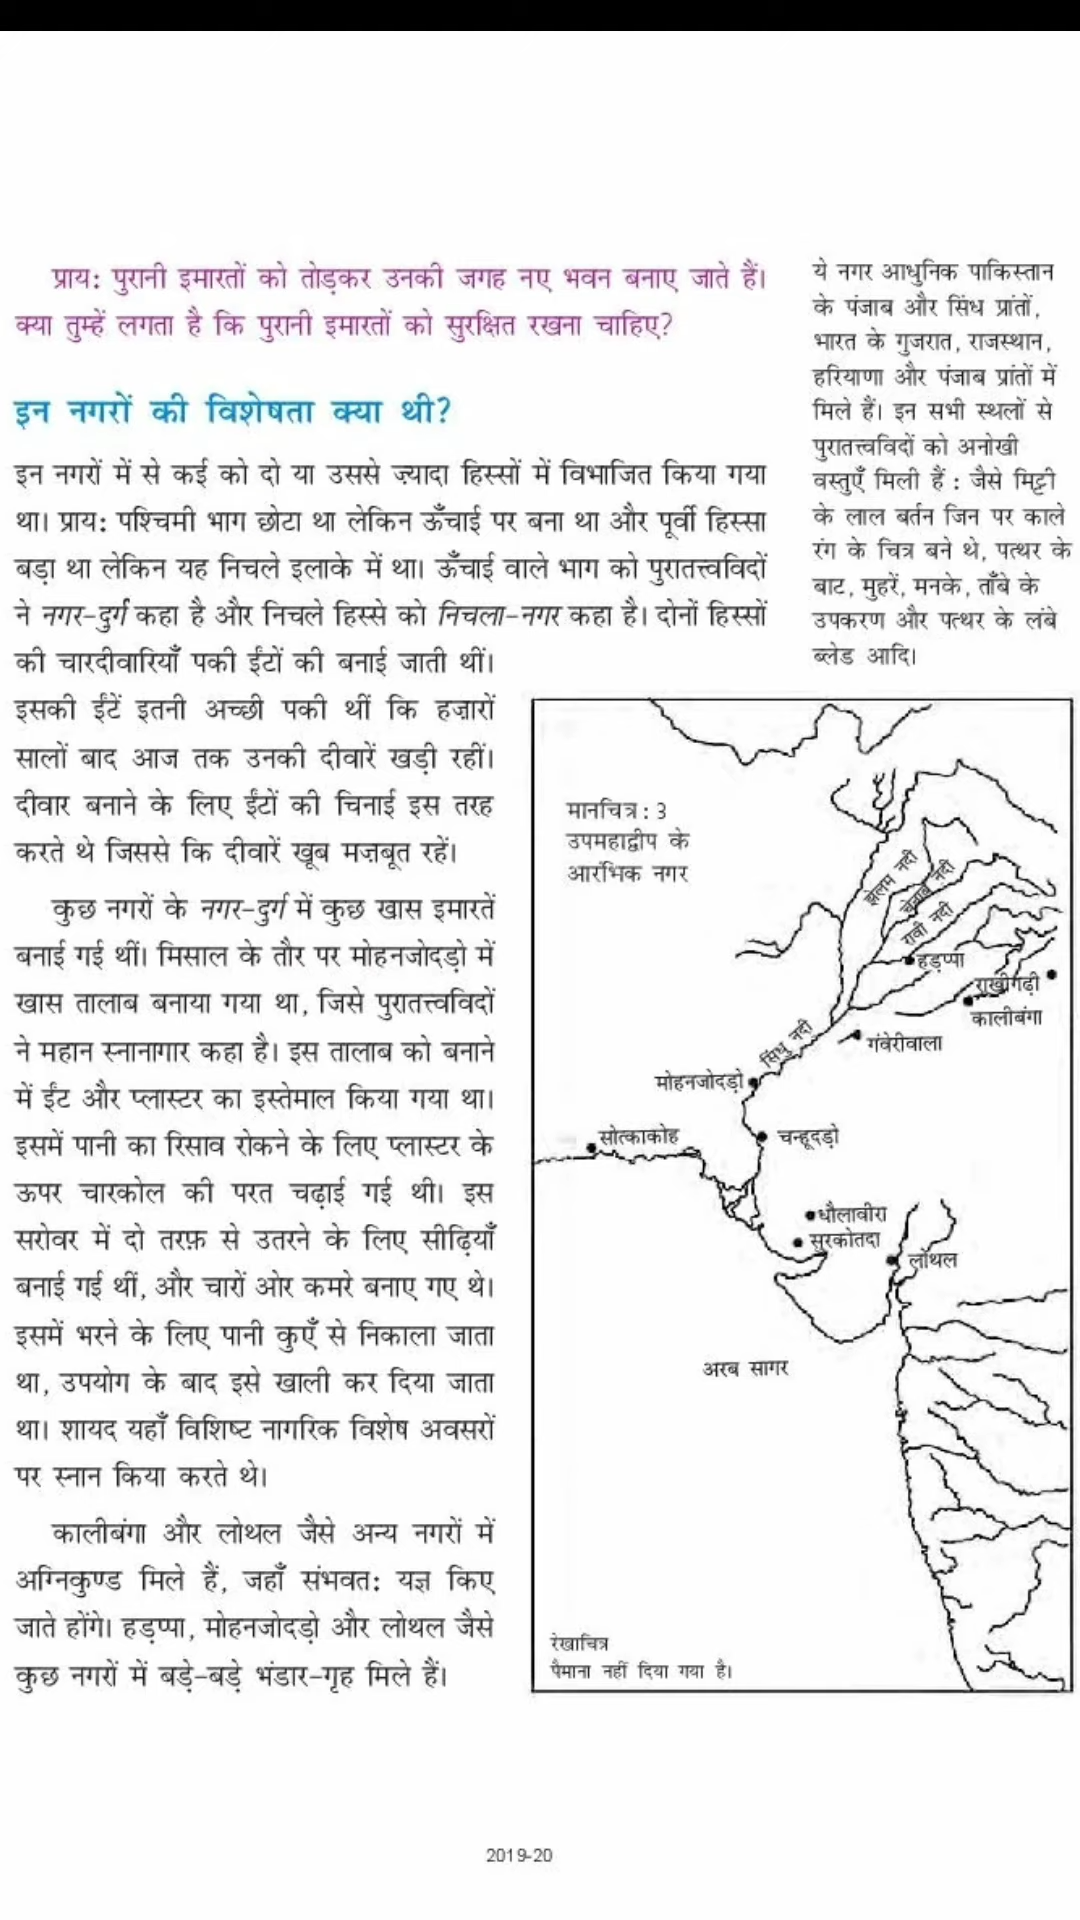 प्राय: पुरानी इमारतों को तोड़कर उनकी जगह नए भवन बनाए जाते हैं।
क्या तुम्हें लगता है कि पुरानी इमारतों को सुरक्षित रखना चाहिए?
इन नगरों की विशेषता क्या थी?
इन नगरों में से कई को दो या उससे ज़्यादा हिस्सों में विभाजित किया गया
था। प्राय: पश्चिमी भाग छोटा था लेकिन ऊँचाई पर बना था और पूर्वी हिस्सा
बड़ा था लेकिन यह निचले इलाके में था। ऊँचाई वाले भाग को पुरातत्त्वविदों
ने नगर-दुर्ग कहा है और निचले हिस्से को निचला-नगर कहा है। दोनों हिस्सों
की चारदीवारियाँ पकी ईंटों की बनाई जाती थीं।
इसकी ईंटें इतनी अच्छी पकी थीं कि हज़ारों
सालों बाद आज तक उनकी दीवारें खड़ी रहीं।
दीवार बनाने के लिए ईंटों की चिनाई इस तरह
करते थे जिससे कि दीवारें खूब मज़बूत रहें।
कुछ नगरों के नगर-दुर्ग में कुछ खास इमारतें
बनाई गई थीं। मिसाल के तौर पर मोहनजोदड़ो में
खास तालाब बनाया गया था, जिसे पुरातत्त्वविदों
ने महान स्नानागार कहा है। इस तालाब को बनाने
में ईंट और प्लास्टर का इस्तेमाल किया गया था।
इसमें पानी का रिसाव रोकने के लिए प्लास्टर के
ऊपर चारकोल की परत चढ़ाई गई थी। इस
सरोवर में दो तरफ़ से उतरने के लिए सीढ़ियाँ
बनाई गई थीं, और चारों ओर कमरे बनाए गए थे।
इसमें भरने के लिए पानी कुएँ से निकाला जाता
था, उपयोग के बाद इसे खाली कर दिया जाता
था। शायद यहाँ विशिष्ट नागरिक विशेष अवसरों
पर स्नान किया करते थे।
कालीबंगा और लोथल जैसे अन्य नगरों में
अग्निकुण्ड मिले हैं, जहाँ संभवत: यज्ञ किए
जाते होंगे। हड़प्पा, मोहनजोदड़ो और लोथल जैसे
कुछ नगरों में बड़े-बड़े भंडार-गृह मिले हैं।
ये नगर आधुनिक पाकिस्तान
के पंजाब और सिंध प्रांतों,
भारत के गुजरात, राजस्थान,
हरियाणा और पंजाब प्रांतों में
मिले हैं। इन सभी स्थलों से
पुरातत्त्वविदों को अनोखी
वस्तुएँ मिली हैं : जैसे मिट्टी
के लाल बर्तन जिन पर काले
रंग के चित्र बने थे, पत्थर के
बाट, मुहरें, मनके, ताँबे के
उपकरण और पत्थर के लंबे
ब्लेड आदि।
मानचित्र : 3
उपमहाद्वीप के
आरंभिक नगर
झेलम नदी
चेनाब नदी
रावी नदी
हड़प्पा
राखीगढ़ी
कालीबंगा
सिंधु नदी
गंवेरीवाला
मोहनजोदड़ो
सोत्काकोह
चन्हूदड़ो
धौलावीरा
सुरकोतदा
लोथल
अरब सागर
रेखाचित्र
पैमाना नहीं दिया गया है।
2019-20